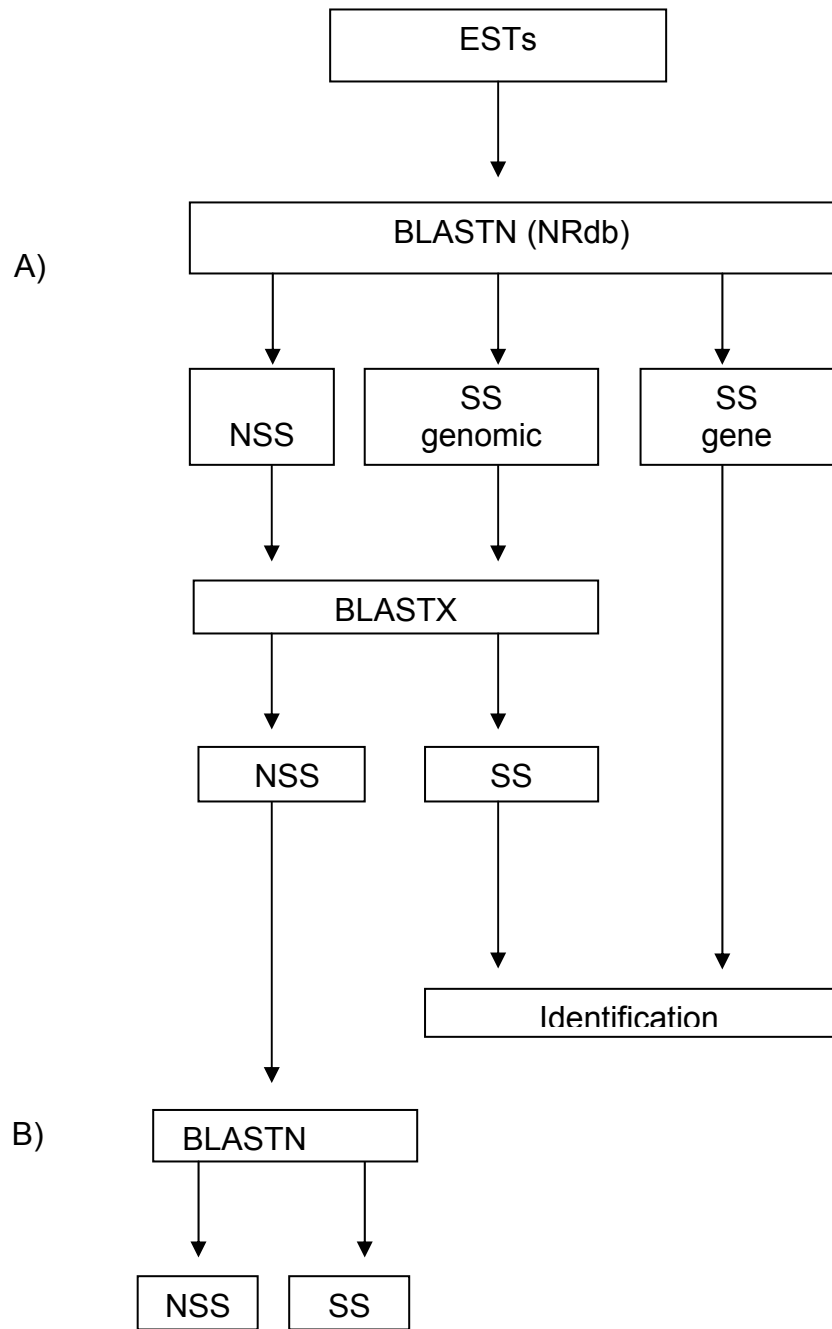 ESTs
BLASTN (NRdb)
A)
NSS
SS
genomic
SS
gene
BLASTX
NSS
SS
Identification
B)
BLASTN
NSS
SS